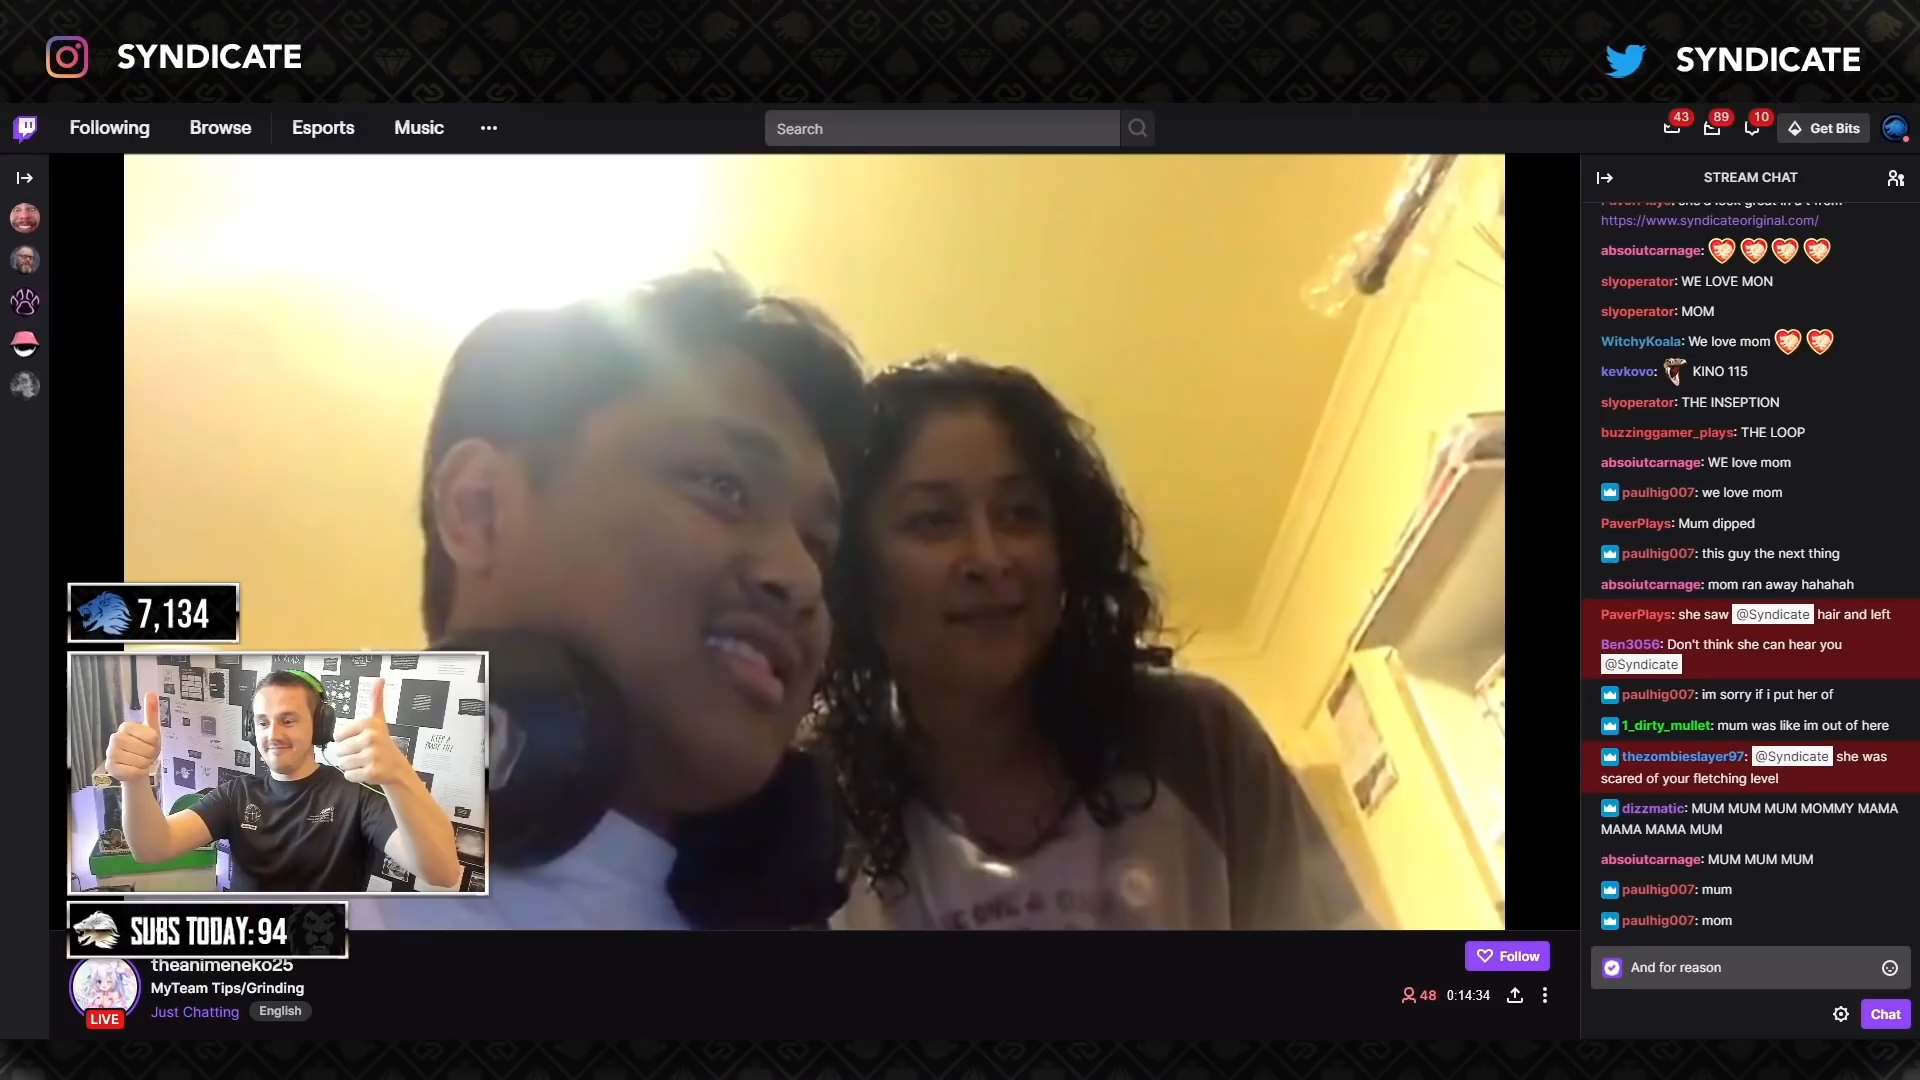 SYNDICATE
SYNDICATE
Following
Browse
Esports
Music
Search
43
89
10
Get Bits
STREAM CHAT
https://www.syndicateoriginal.com/
absoiutcarnage:
slyoperator: WE LOVE MON
slyoperator: MOM
WitchyKoala: We love mom
kevkovo: KINO 115
slyoperator: THE INSEPTION
buzzinggamer_plays: THE LOOP
absoiutcarnage: WE love mom
paulhig007: we love mom
PaverPlays: Mum dipped
paulhig007: this guy the next thing
absoiutcarnage: mom ran away hahahah
PaverPlays: she saw @Syndicate hair and left
Ben3056: Don't think she can hear you
@Syndicate
paulhig007: im sorry if i put her of
1_dirty_mullet: mum was like im out of here
thezombieslayer97: @Syndicate she was
scared of your fletching level
dizzmatic: MUM MUM MUM MOMMY MAMA
MAMA MAMA MUM
absoiutcarnage: MUM MUM MUM
paulhig007: mum
paulhig007: mom
And for reason
Chat
7,134
SUBS TODAY: 94
theanimeneko25
MyTeam Tips/Grinding
Just Chatting
English
LIVE
Follow
48
0:14:34